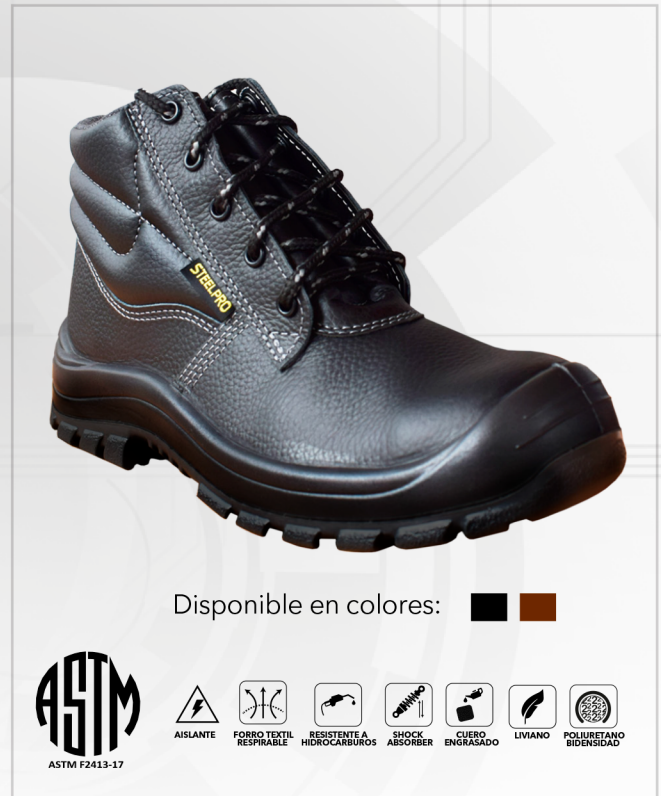 STEELPRO
Disponible en colores:
ASTM
ASTM F2413-17
AISLANTE
FORRO TEXTIL
RESPIRABLE
RESISTENTE A
HIDROCARBUROS
SHOCK
ABSORBER
CUERO
ENGRASADO
LIVIANO
POLIURETANO
BIDENSIDAD